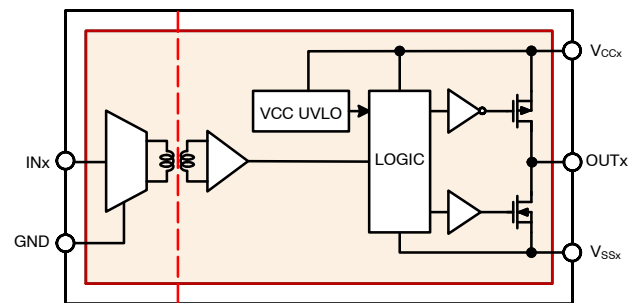 VCCx
VCC UVLO
LOGIC
INx
OUTx
GND
VSSx